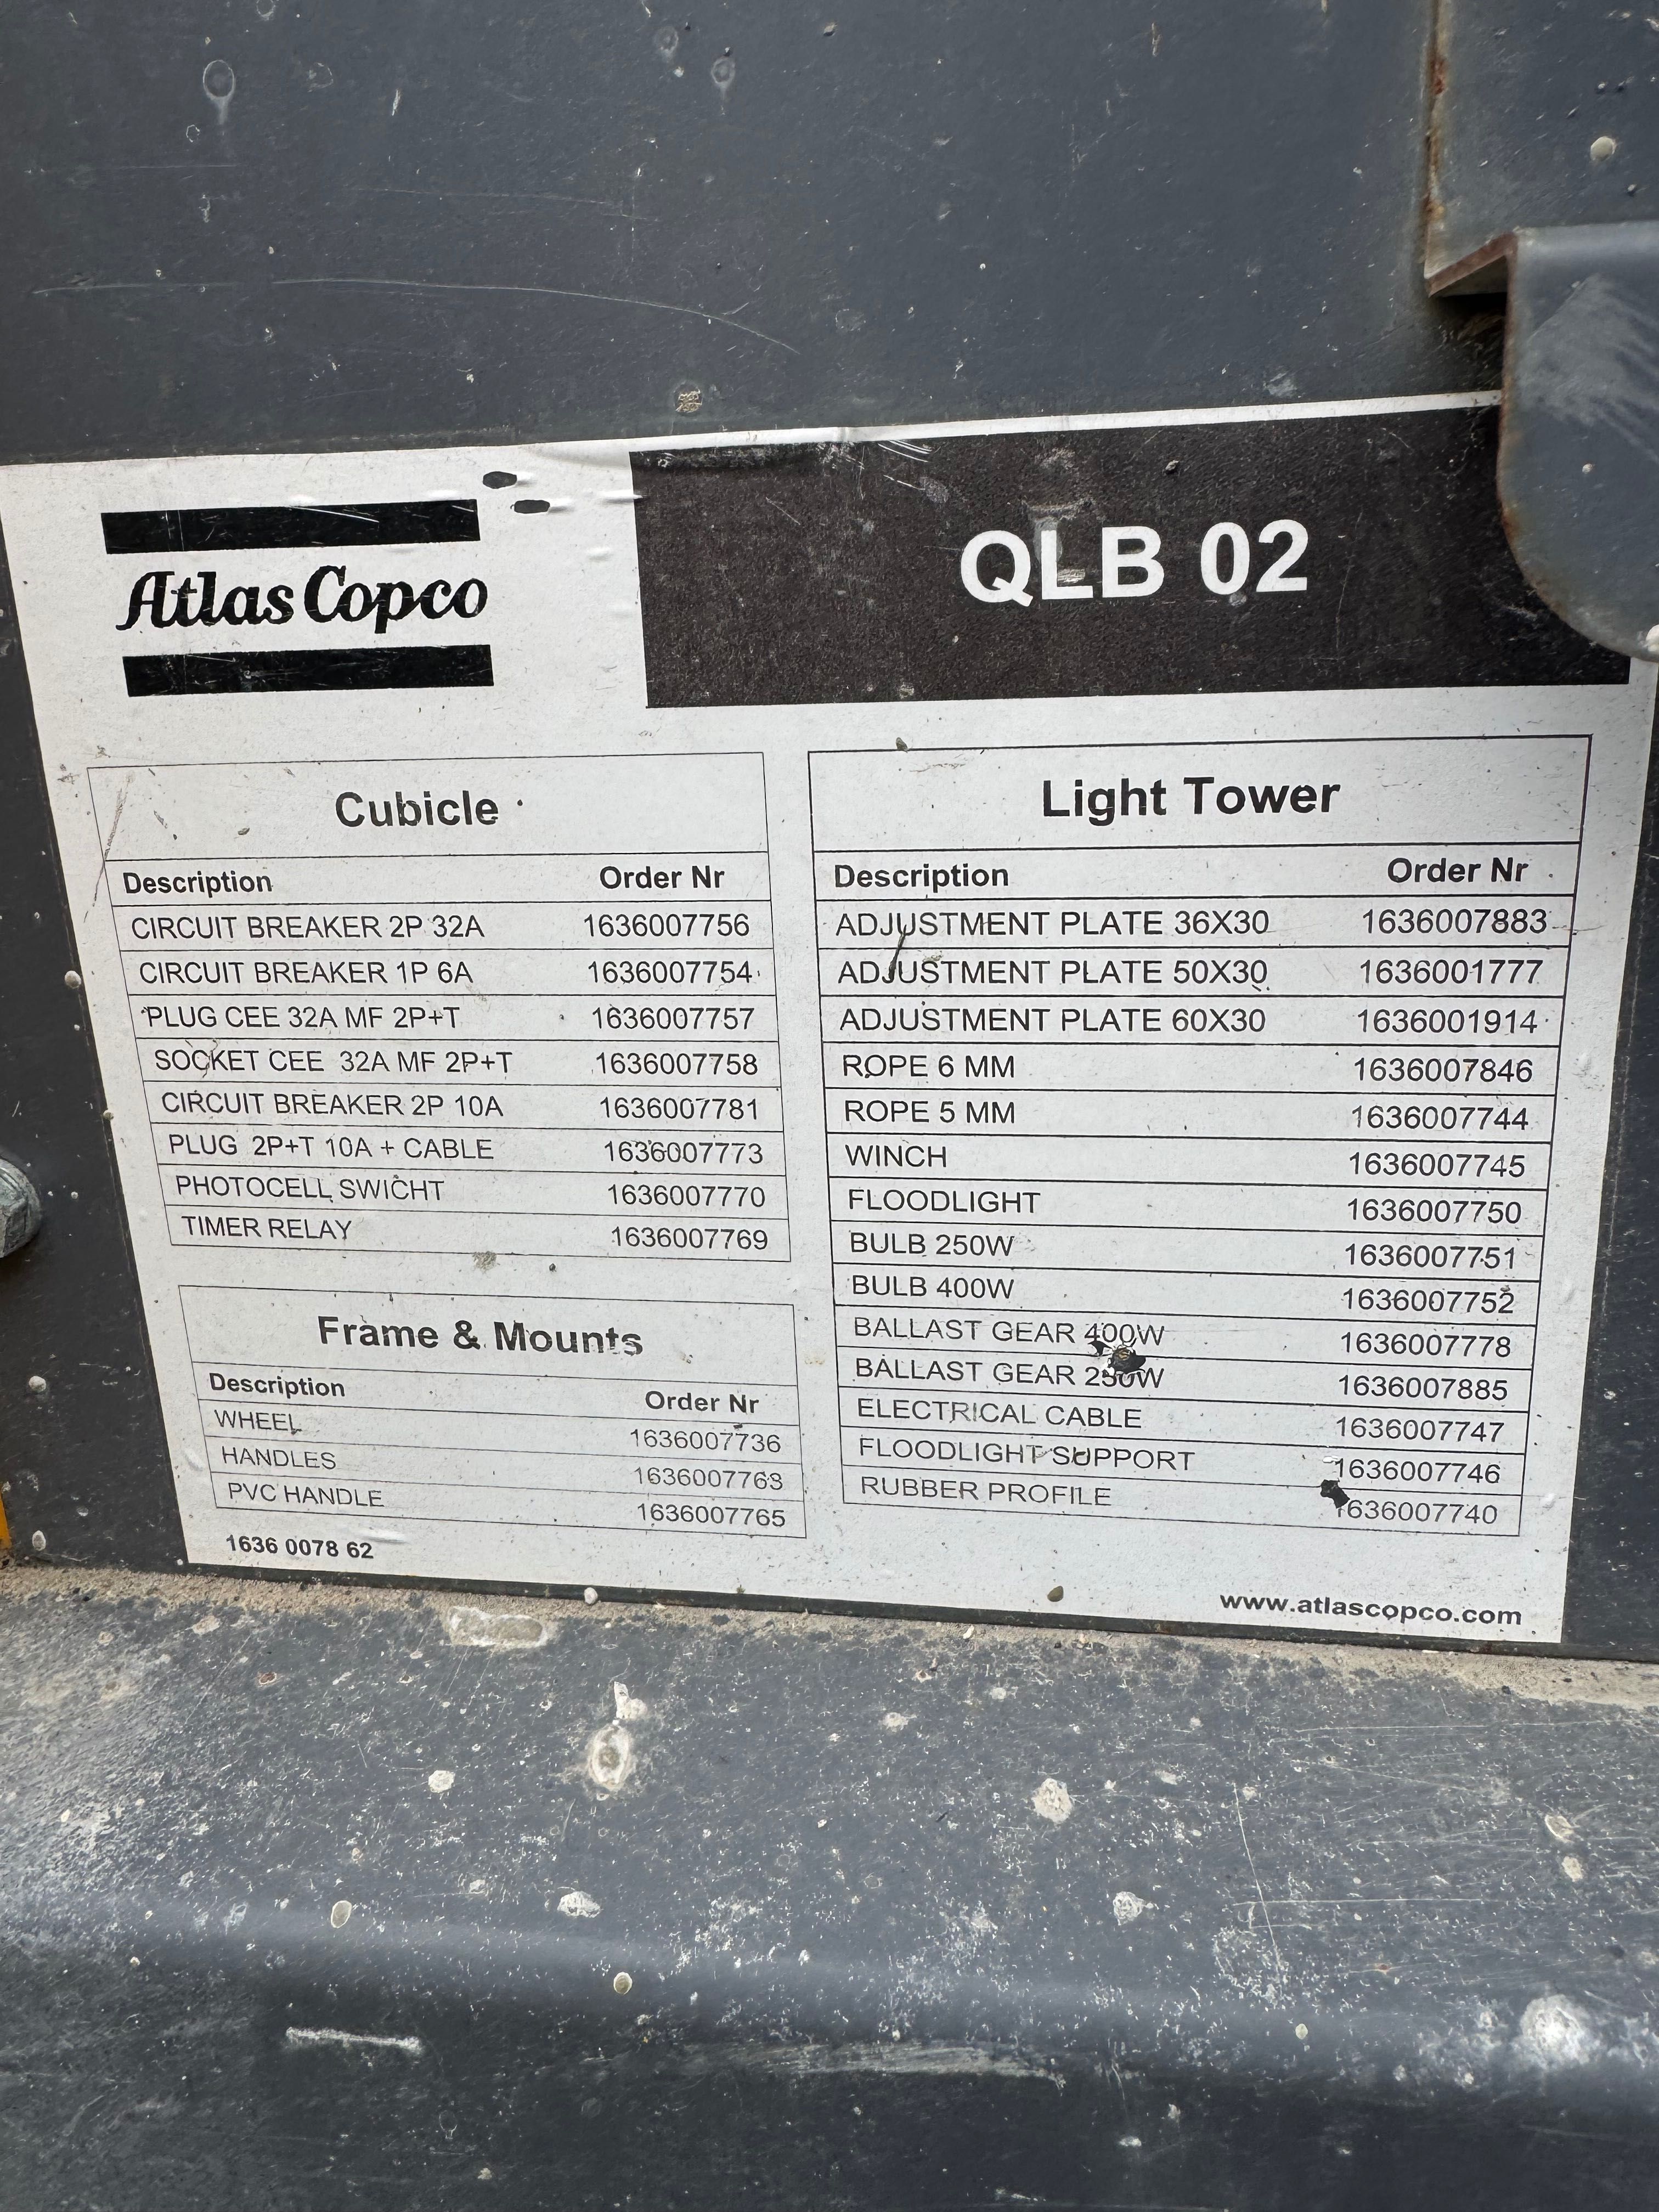 Atlas Copco
QLB 02
Cubicle
Description Order Nr
CIRCUIT BREAKER 2P 32A 1636007756
CIRCUIT BREAKER 1P 6A 1636007754
PLUG CEE 32A MF 2P+T 1636007757
SOCKET CEE 32A MF 2P+T 1636007758
CIRCUIT BREAKER 2P 10A 1636007781
PLUG 2P+T 10A + CABLE 1636007773
PHOTOCELL SWICHT 1636007770
TIMER RELAY 1636007769
Frame & Mounts
Description Order Nr
WHEEL 1636007736
HANDLES 1636007763
PVC HANDLE 1636007765
1636 0078 62
Light Tower
Description Order Nr
ADJUSTMENT PLATE 36X30 1636007883
ADJUSTMENT PLATE 50X30 1636001777
ADJUSTMENT PLATE 60X30 1636001914
ROPE 6 MM 1636007846
ROPE 5 MM 1636007744
WINCH 1636007745
FLOODLIGHT 1636007750
BULB 250W 1636007751
BULB 400W 1636007752
BALLAST GEAR 400W 1636007778
BALLAST GEAR 250W 1636007885
ELECTRICAL CABLE 1636007747
FLOODLIGHT SUPPORT 1636007746
RUBBER PROFILE 1636007740
www.atlascopco.com